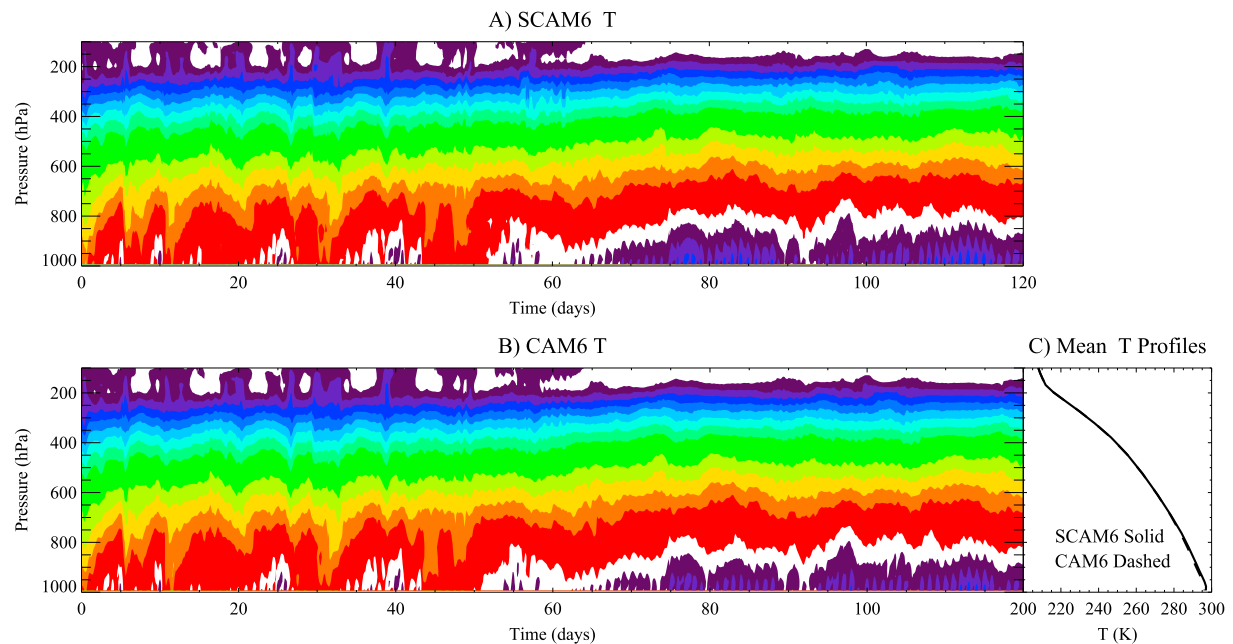 A) SCAM6 T
Pressure (hPa)
200
400
600
800
1000
0 20 40 60 80 100 120
Time (days)
B) CAM6 T
C) Mean T Profiles
Pressure (hPa)
200
400
600
800
1000
SCAM6 Solid
CAM6 Dashed
0 20 40 60 80 100 200 220 240 260 280 300
Time (days)
T (K)